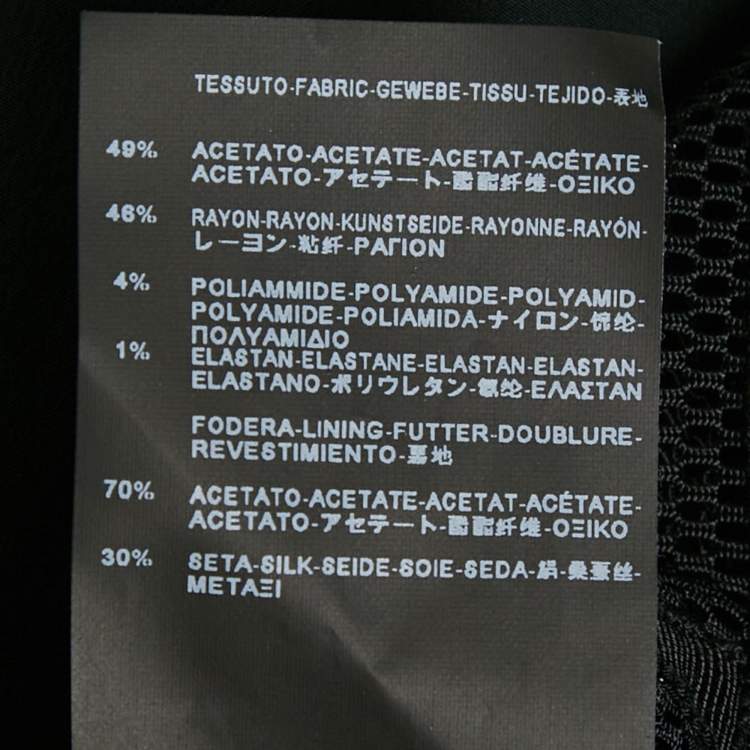 TESSUTO-FABRIC-GEWEBE-TISSU-TEJIDO-表地
49% ACETATO-ACETATE-ACETAT-ACÉTATE-
ACETATO-アセテート-醋酯纤维-ΟΞΙΚΟ
46% RAYON-RAYON-KUNSTSEIDE-RAYONNE-RAYÓN-
レーヨン-粘纤-ΡΑΓΙΟΝ
4% POLIAMMIDE-POLYAMIDE-POLYAMID-
POLYAMIDE-POLIAMIDA-ナイロン-锦纶-
ΠΟΛΥΑΜΙΔΙΟ
1% ELASTAN-ELASTANE-ELASTAN-ELASTAN-
ELASTANO-ポリウレタン-氨纶-ΕΛΑΣΤΑΝ
FODERA-LINING-FUTTER-DOUBLURE-
REVESTIMIENTO-裏地
70% ACETATO-ACETATE-ACETAT-ACÉTATE-
ACETATO-アセテート-醋酯纤维-ΟΞΙΚΟ
30% SETA-SILK-SEIDE-SOIE-SEDA-絹-桑蚕丝-
ΜΕΤΑΞΙ